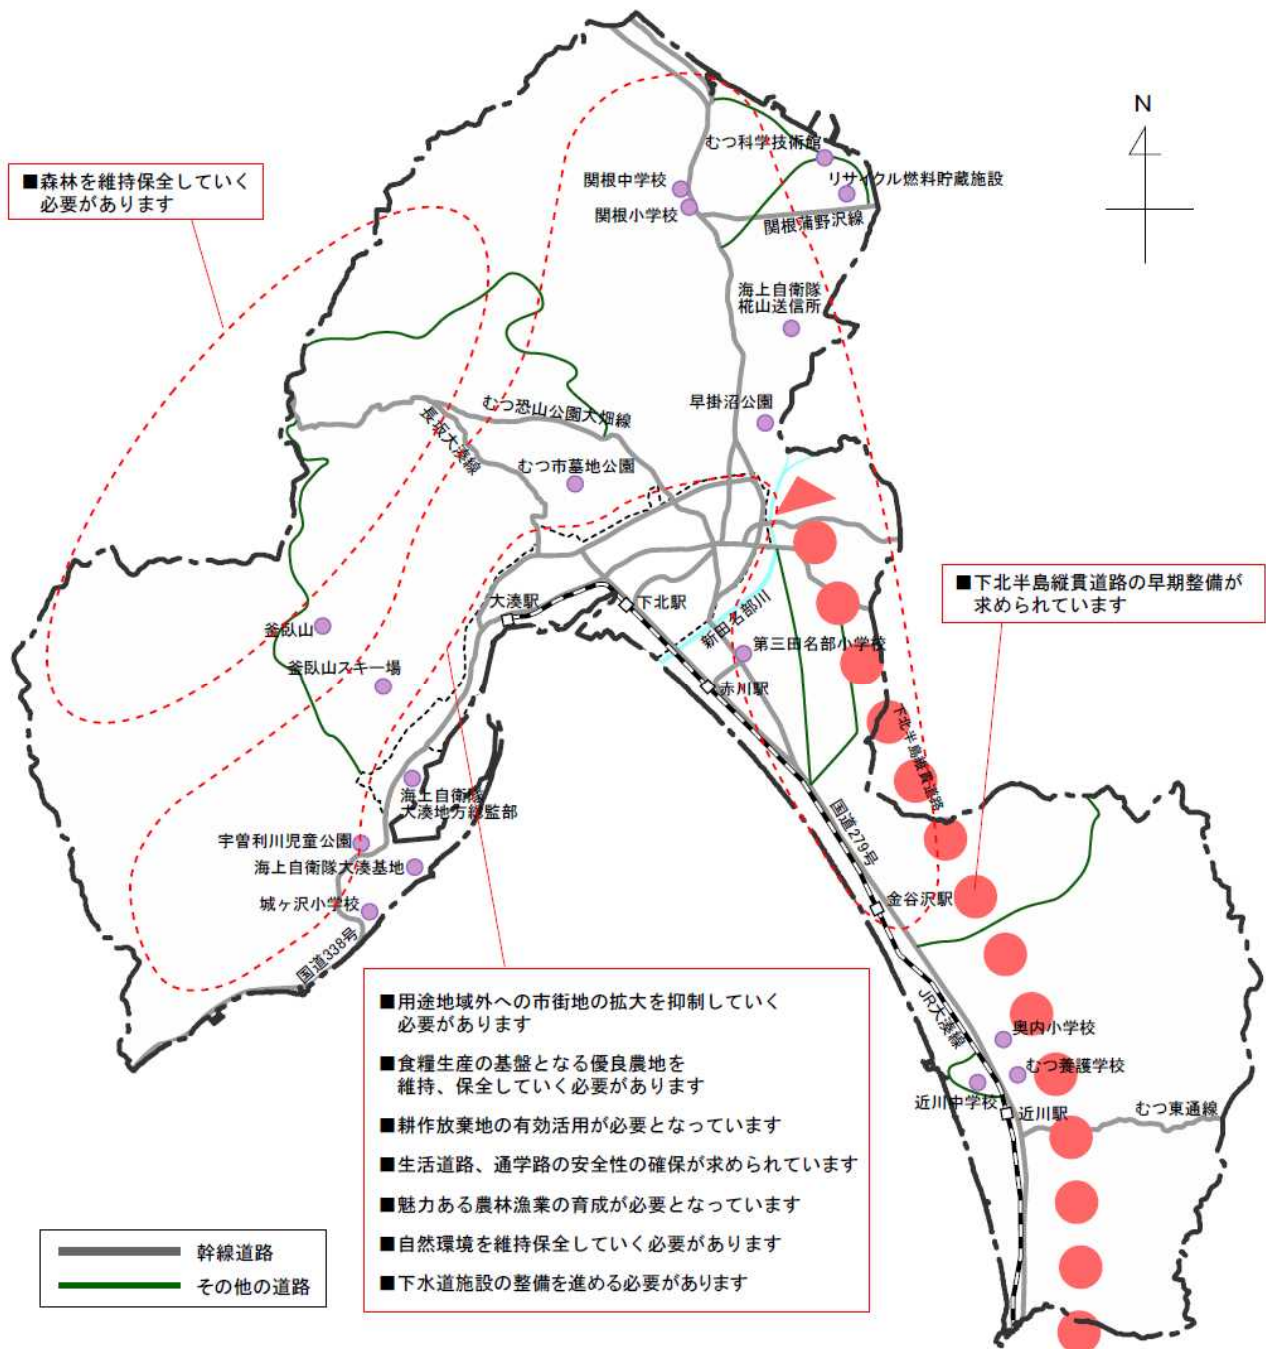 N
むつ科学技術館
■森林を維持保全していく
必要があります
関根中学校
リサイクル燃料貯蔵施設
関根小学校
関根蒲野沢線
海上自衛隊
椛山送信所
早掛沼公園
むつ恐山公園大畑線
長坂大湊線
むつ市墓地公園
■下北半島縦貫道路の早期整備が
求められています
大湊駅
下北駅
新田名部川
釜臥山
第三田名部小学校
釜臥山スキー場
赤川駅
下北半島縦貫道路
海上自衛隊
大湊地方総監部
国道279号
宇曽利川児童公園
海上自衛隊大湊基地
金谷沢駅
城ヶ沢小学校
国道338号
■用途地域外への市街地の拡大を抑制していく
必要があります
■食糧生産の基盤となる優良農地を
維持、保全していく必要があります
■耕作放棄地の有効活用が必要となっています
■生活道路、通学路の安全性の確保が求められています
■魅力ある農林漁業の育成が必要となっています
■自然環境を維持保全していく必要があります
■下水道施設の整備を進める必要があります
JR大湊線
奥内小学校
むつ養護学校
近川中学校
近川駅
むつ東通線
幹線道路
その他の道路